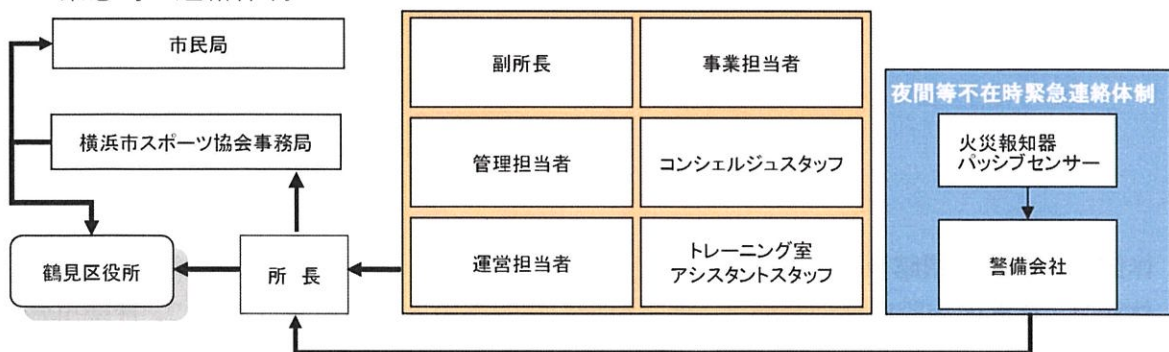 市民局
横浜市スポーツ協会事務局
鶴見区役所
所 長
副所長
事業担当者
管理担当者
コンシェルジュスタッフ
運営担当者
トレーニング室
アシスタントスタッフ
夜間等不在時緊急連絡体制
火災報知器
パッシブセンサー
警備会社